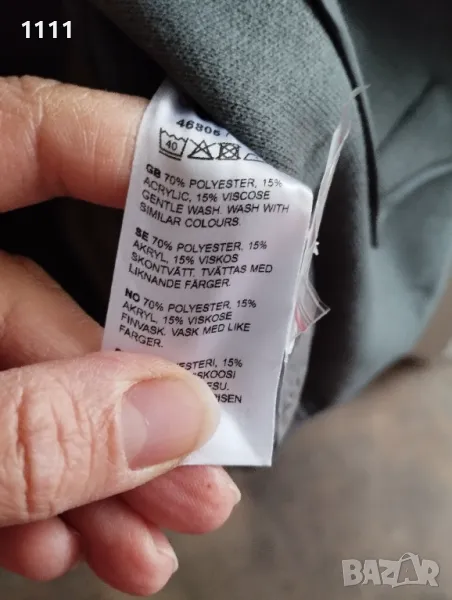 1111
46806
40
GB 70% POLYESTER, 15%
ACRYLIC, 15% VISCOSE
GENTLE WASH. WASH WITH
SIMILAR COLOURS.
SE 70% POLYESTER, 15%
AKRYL, 15% VISKOS
SKONTVÄTT. TVÄTTAS MED
LIKNANDE FÄRGER.
NO 70% POLYESTER, 15%
AKRYL, 15% VISKOSE
FINVASK. VASK MED LIKE
FARGER.
15%
BAZAR